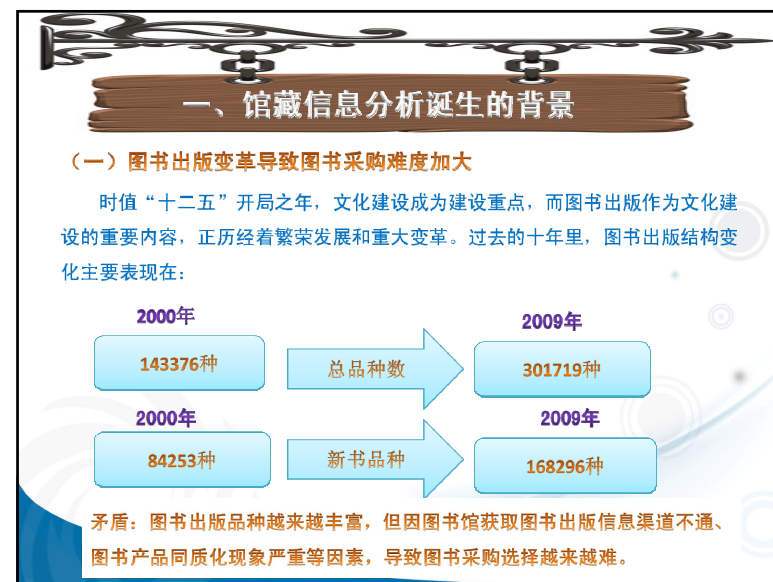 一、馆藏信息分析诞生的背景
（一）图书出版变革导致图书采购难度加大
时值“十二五”开局之年，文化建设成为建设重点，而图书出版作为文化建
设的重要内容，正历经着繁荣发展和重大变革。过去的十年里，图书出版结构变
化主要表现在：
2000年
2009年
143376种
总品种数
301719种
2000年
2009年
84253种
新书品种
168296种
矛盾：图书出版品种越来越丰富，但因图书馆获取图书出版信息渠道不通、
图书产品同质化现象严重等因素，导致图书采购选择越来越难。